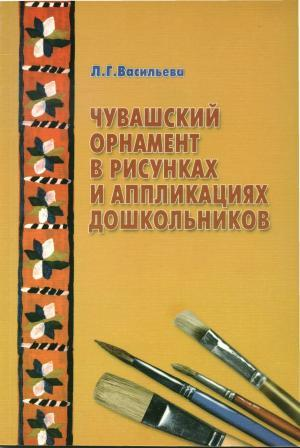 Л.Г.Васильева
ЧУВАШСКИЙ
ОРНАМЕНТ
В РИСУНКАХ
И АППЛИКАЦИЯХ
ДОШКОЛЬНИКОВ